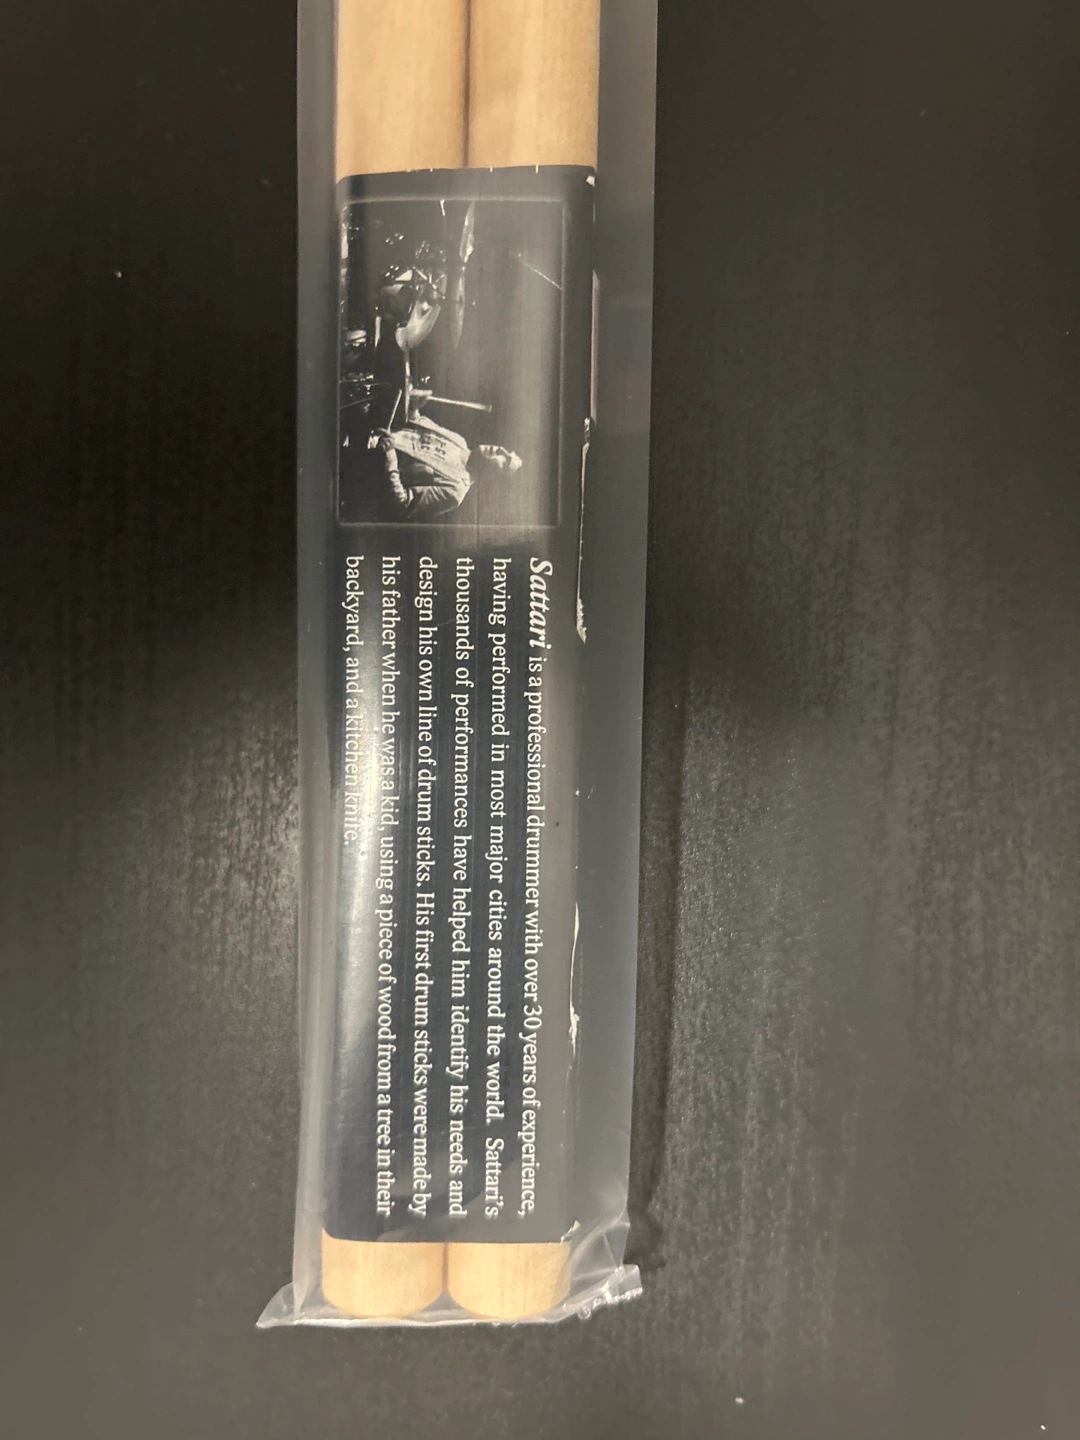 Sattari is a professional drummer with over 30 years of experience,
having performed in most major cities around the world. Sattari's
thousands of performances have helped him identify his needs and
design his own line of drum sticks. His first drum sticks were made by
his father when he was a kid, using a piece of wood from a tree in their
backyard, and a kitchen knife.